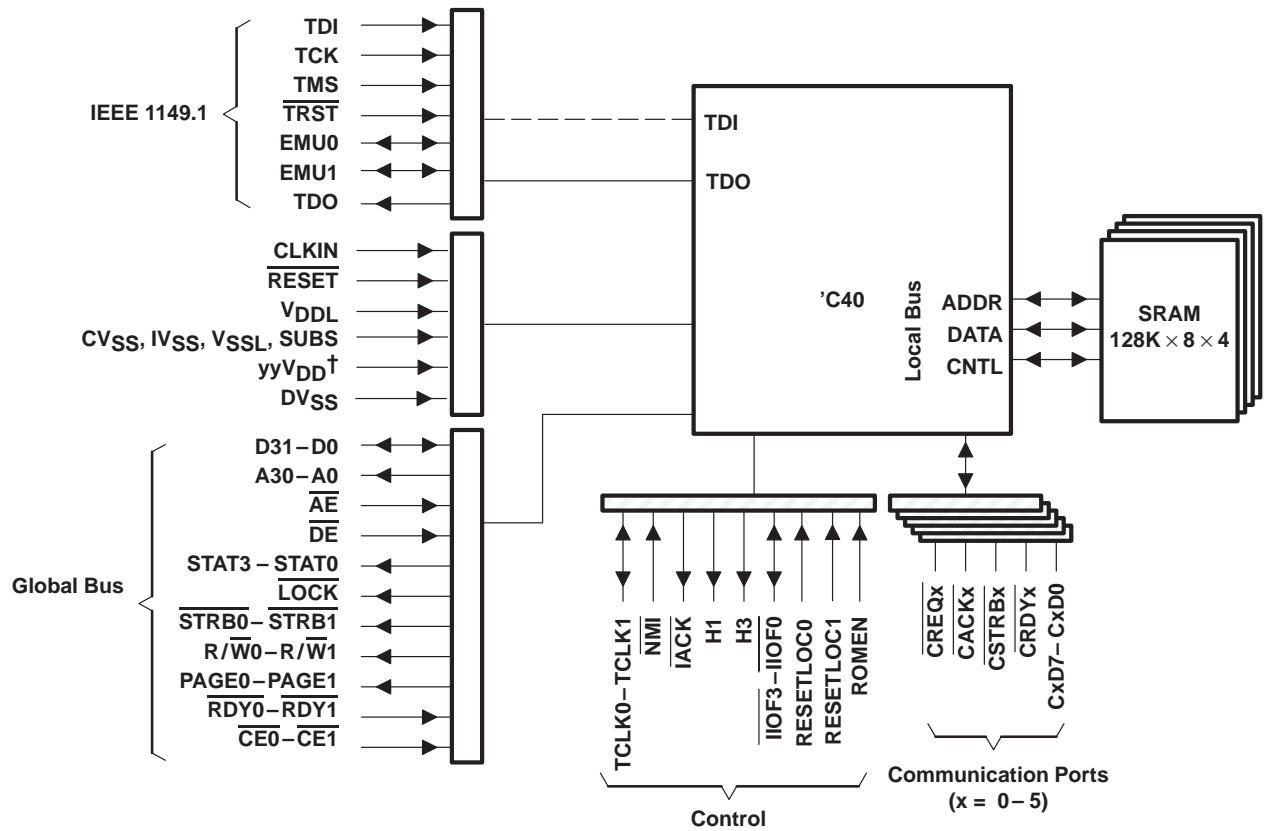 IEEE 1149.1
TDI
TCK
TMS
TRST
EMU0
EMU1
TDO
CLKIN
RESET
VDDL
CVSS, IVSS, VSSL, SUBS
yyVDD†
DVSS
Global Bus
D31–D0
A30–A0
AE
DE
STAT3 – STAT0
LOCK
STRB0–STRB1
R/W0–R/W1
PAGE0–PAGE1
RDY0–RDY1
CE0–CE1
TDI
TDO
’C40
Local Bus
ADDR
DATA
CNTL
SRAM
128K × 8 × 4
TCLK0–TCLK1
NMI
IACK
H1
H3
IIOF3–IIOF0
RESETLOC0
RESETLOC1
ROMEN
Control
CREQx
CACKx
CSTRBx
CRDYx
CxD7– CxD0
Communication Ports
(x = 0– 5)